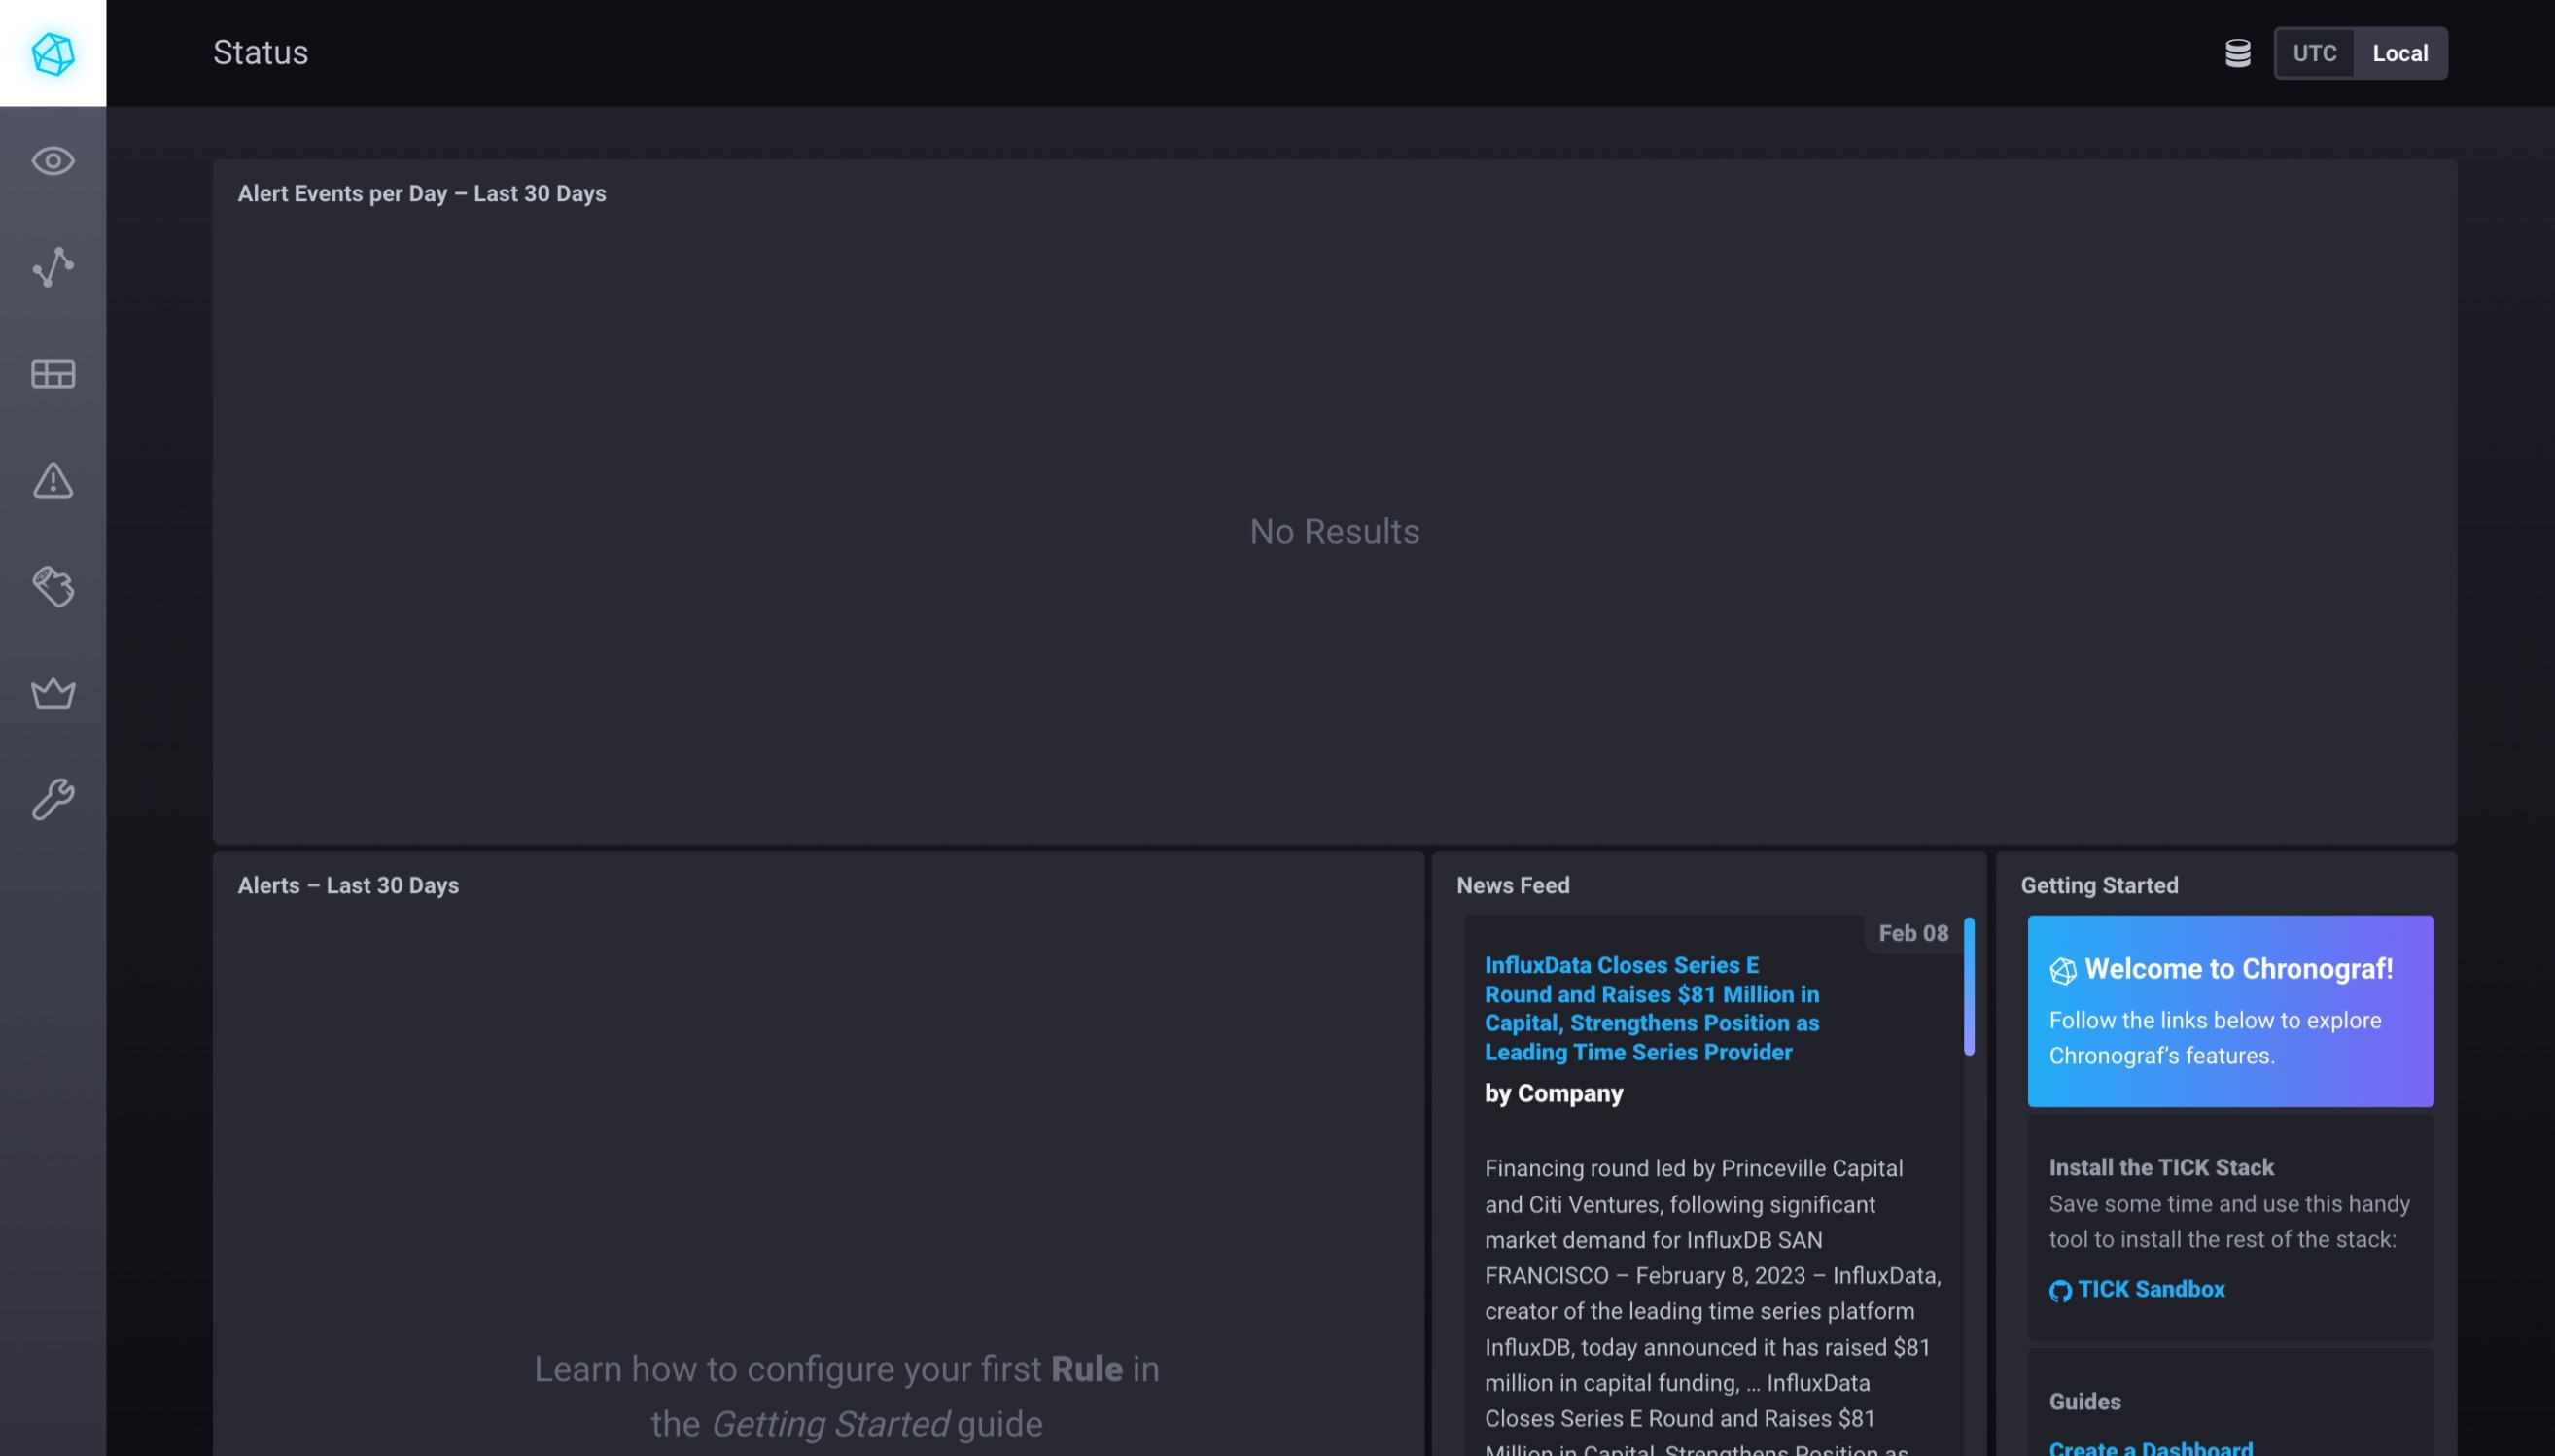 Status
UTC Local
Alert Events per Day – Last 30 Days
No Results
Alerts – Last 30 Days
Learn how to configure your first Rule in
the Getting Started guide
News Feed
Feb 08
InfluxData Closes Series E
Round and Raises $81 Million in
Capital, Strengthens Position as
Leading Time Series Provider
by Company
Financing round led by Princeville Capital
and Citi Ventures, following significant
market demand for InfluxDB SAN
FRANCISCO – February 8, 2023 – InfluxData,
creator of the leading time series platform
InfluxDB, today announced it has raised $81
million in capital funding, ... InfluxData
Closes Series E Round and Raises $81
Million in Capital, Strengthens Position as
Getting Started
Welcome to Chronograf!
Follow the links below to explore
Chronograf’s features.
Install the TICK Stack
Save some time and use this handy
tool to install the rest of the stack:
TICK Sandbox
Guides
Create a Dashboard